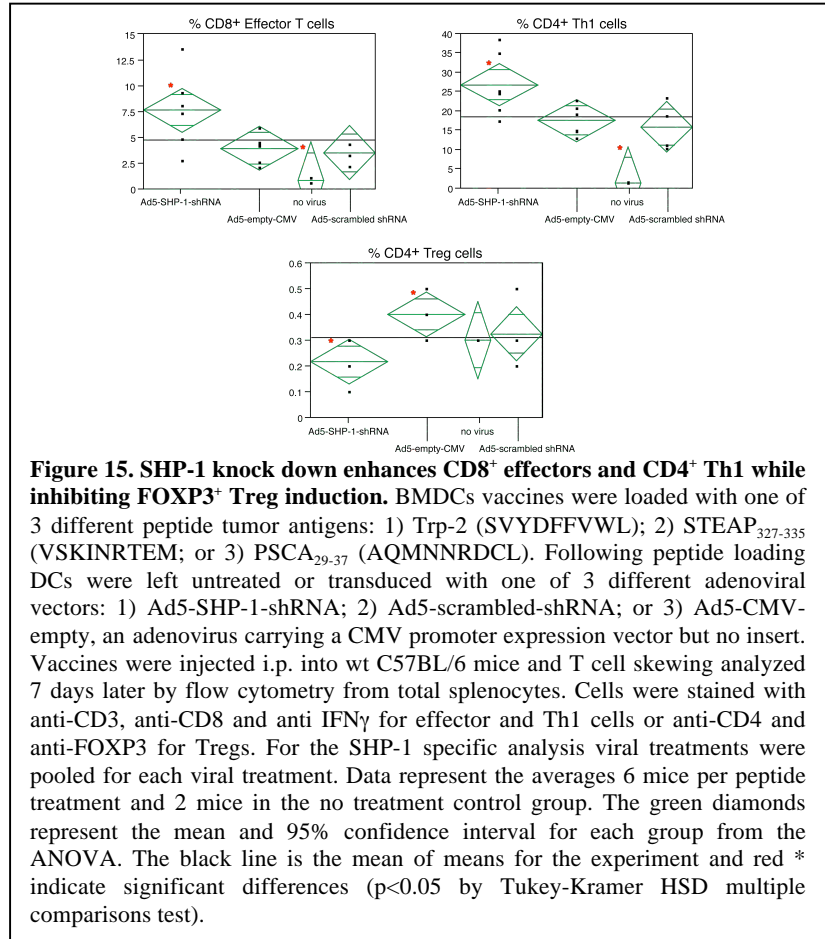 % CD8+ Effector T cells
15
12.5
10
7.5
5
2.5
0
*
*
Ad5-SHP-1-shRNA
no virus
Ad5-empty-CMV
Ad5-scrambled shRNA
% CD4+ Th1 cells
40
35
30
25
20
15
10
5
0
*
*
Ad5-SHP-1-shRNA
no virus
Ad5-empty-CMV
Ad5-scrambled shRNA
% CD4+ Treg cells
0.6
0.5
0.4
0.3
0.2
0.1
0
*
*
Ad5-SHP-1-shRNA
no virus
Ad5-empty-CMV
Ad5-scrambled shRNA
Figure 15. SHP-1 knock down enhances CD8⁺ effectors and CD4⁺ Th1 while
inhibiting FOXP3⁺ Treg induction. BMDCs vaccines were loaded with one of
3 different peptide tumor antigens: 1) Trp-2 (SVYDFFVWL); 2) STEAP₃₂₇₋₃₃₅
(VSKINRTEM; or 3) PSCA₂₉₋₃₇ (AQMNNRDCL). Following peptide loading
DCs were left untreated or transduced with one of 3 different adenoviral
vectors: 1) Ad5-SHP-1-shRNA; 2) Ad5-scrambled-shRNA; or 3) Ad5-CMV-
empty, an adenovirus carrying a CMV promoter expression vector but no insert.
Vaccines were injected i.p. into wt C57BL/6 mice and T cell skewing analyzed
7 days later by flow cytometry from total splenocytes. Cells were stained with
anti-CD3, anti-CD8 and anti IFNγ for effector and Th1 cells or anti-CD4 and
anti-FOXP3 for Tregs. For the SHP-1 specific analysis viral treatments were
pooled for each viral treatment. Data represent the averages 6 mice per peptide
treatment and 2 mice in the no treatment control group. The green diamonds
represent the mean and 95% confidence interval for each group from the
ANOVA. The black line is the mean of means for the experiment and red *
indicate significant differences (p<0.05 by Tukey-Kramer HSD multiple
comparisons test).